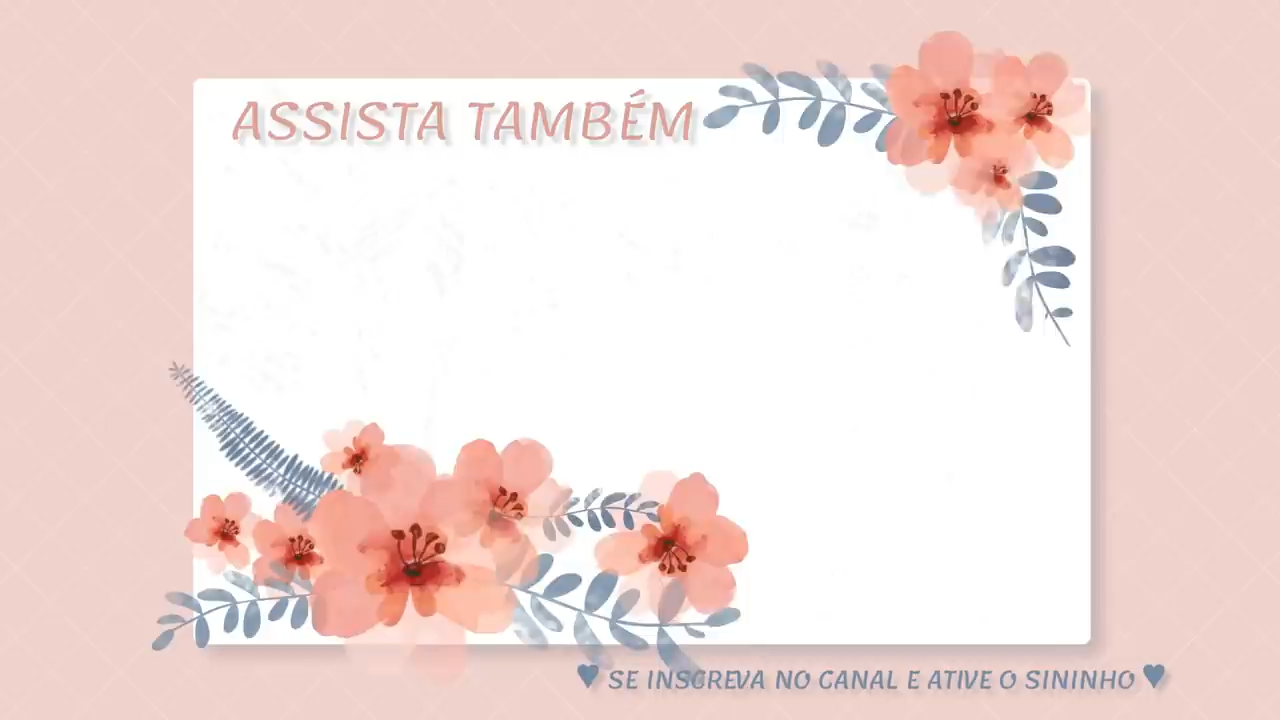 ASSISTA TAMBÉM
♥ SE INSCREVA NO CANAL E ATIVE O SININHO ♥